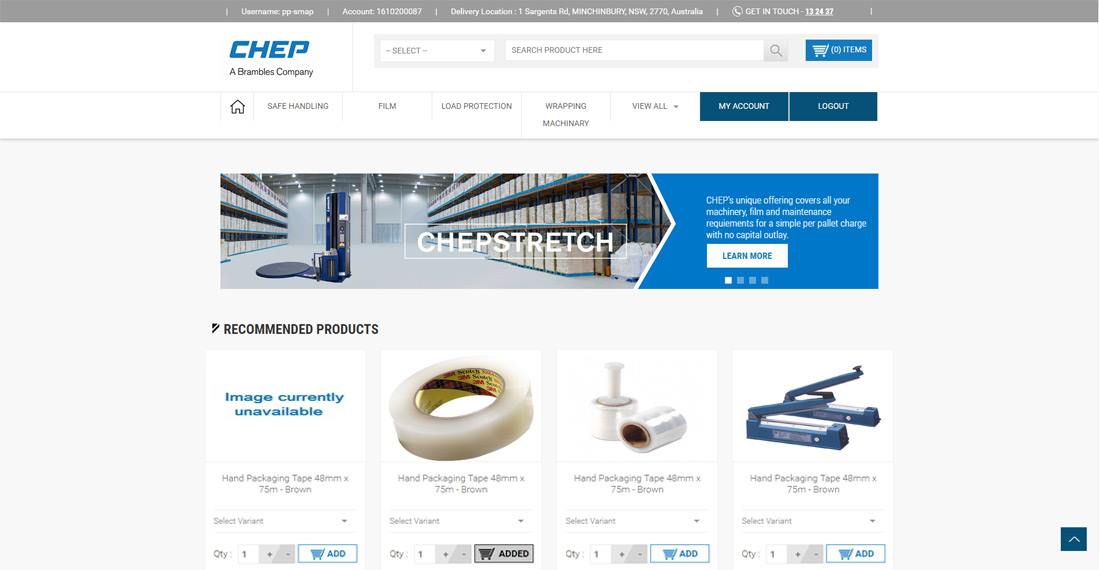 | Username: pp-smap | Account: 1610200087 | Delivery Location : 1 Sargents Rd, MINCHINBURY, NSW, 2770, Australia | GET IN TOUCH - 13 24 37 |
CHEP
A Brambles Company
-- SELECT --
SEARCH PRODUCT HERE
(0) ITEMS
SAFE HANDLING
FILM
LOAD PROTECTION
WRAPPING
MACHINARY
VIEW ALL
MY ACCOUNT
LOGOUT
CHEPSTRETCH
CHEP's unique offering covers all your
machinery, film and maintenance
requiements for a simple per pallet charge
with no capital outlay.
LEARN MORE
RECOMMENDED PRODUCTS
Image currently
unavailable
Hand Packaging Tape 48mm x
75m - Brown
Select Variant
Qty : 1 + - ADD
3M Scotch
Hand Packaging Tape 48mm x
75m - Brown
Select Variant
Qty : 1 + - ADDED
Hand Packaging Tape 48mm x
75m - Brown
Select Variant
Qty : 1 + - ADD
Hand Packaging Tape 48mm x
75m - Brown
Select Variant
Qty : 1 + - ADD